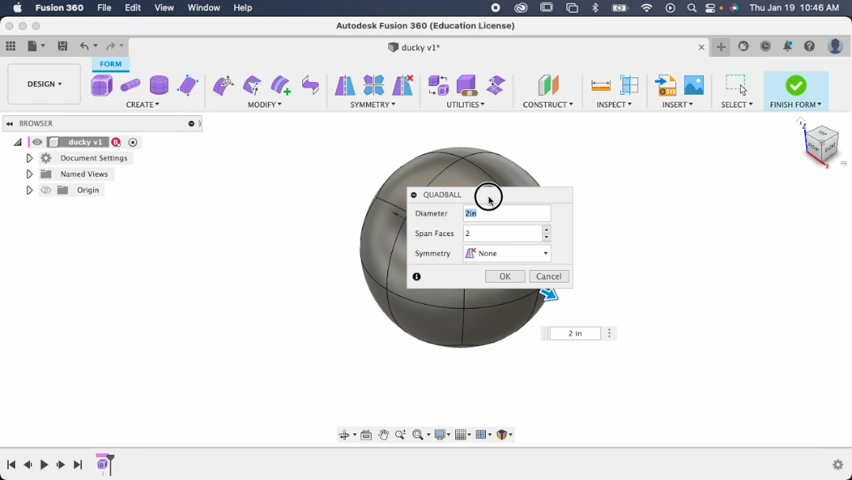 Fusion 360 File Edit View Window Help Thu Jan 19 10:46 AM
Autodesk Fusion 360 (Education License)
ducky v1*
FORM
DESIGN
CREATE MODIFY SYMMETRY UTILITIES CONSTRUCT INSPECT INSERT SELECT FINISH FORM
BROWSER
ducky v1
Document Settings
Named Views
Origin
QUADBALL
Diameter 2in
Span Faces 2
Symmetry None
OK Cancel
2 in